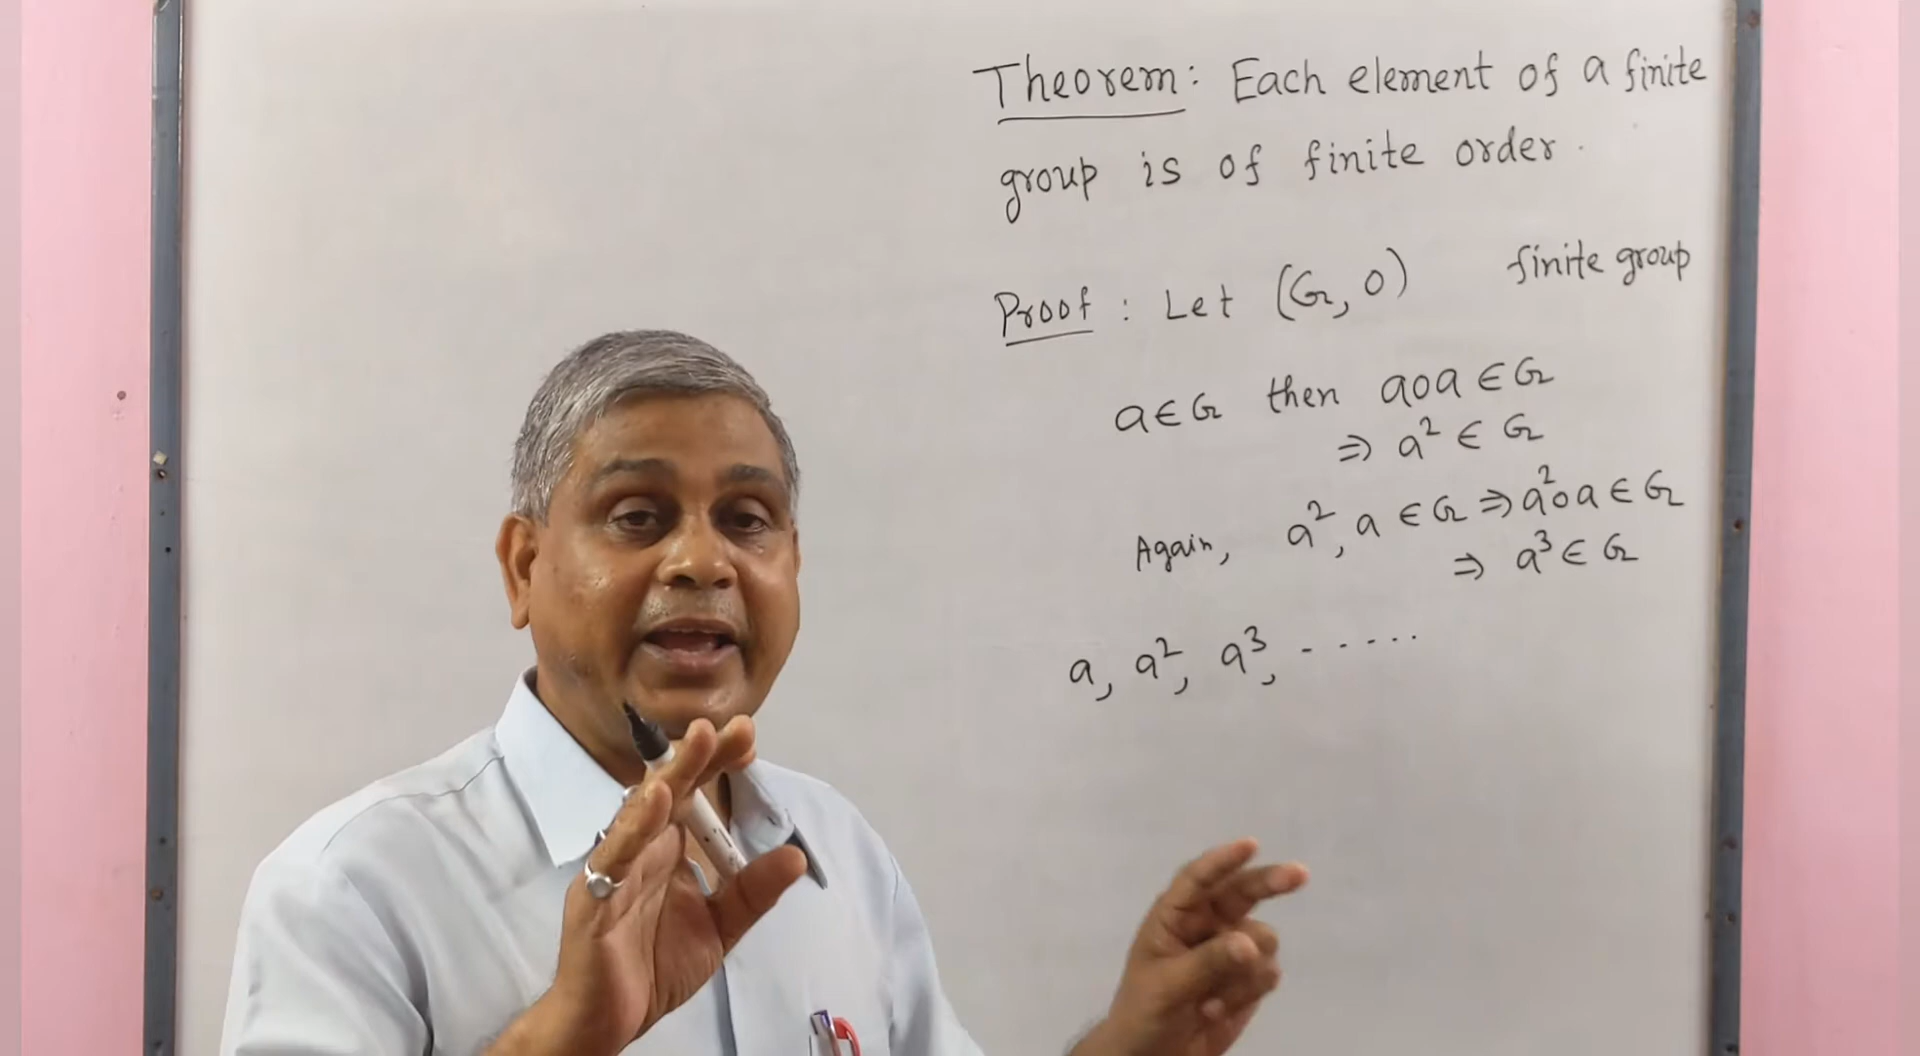 Theorem: Each element of a finite
group is of finite order.
Proof: Let (G, o) finite group
a ∈ G then aoa ∈ G
⇒ a² ∈ G
Again, a², a ∈ G ⇒ a²oa ∈ G
⇒ a³ ∈ G
a, a², a³, - - - ...